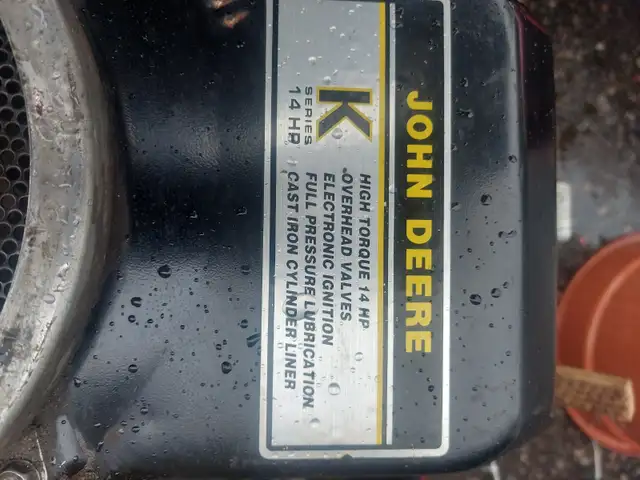 JOHN DEERE
K
SERIES
14 HP
HIGH TORQUE 14 HP
OVERHEAD VALVES
ELECTRONIC IGNITION
FULL PRESSURE LUBRICATION
CAST IRON CYLINDER LINER